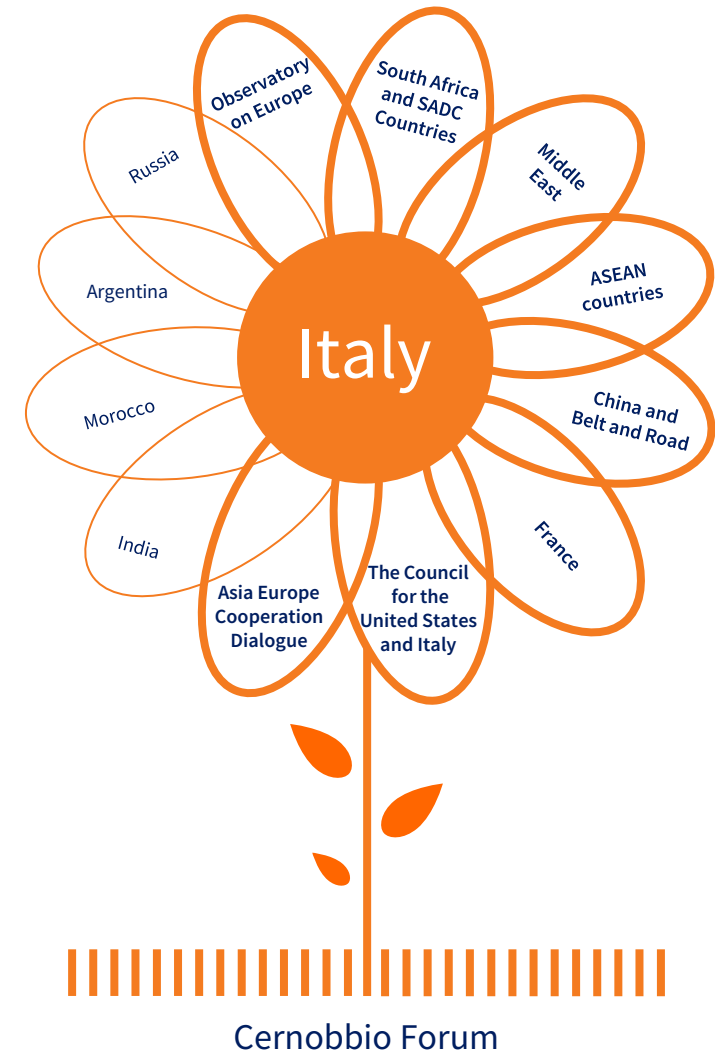 Observatory
on Europe
South Africa
and SADC
Countries
Middle
East
ASEAN
countries
China and
Belt and Road
France
The Council
for the
United States
and Italy
Asia Europe
Cooperation
Dialogue
India
Morocco
Argentina
Russia
Italy
Cernobbio Forum